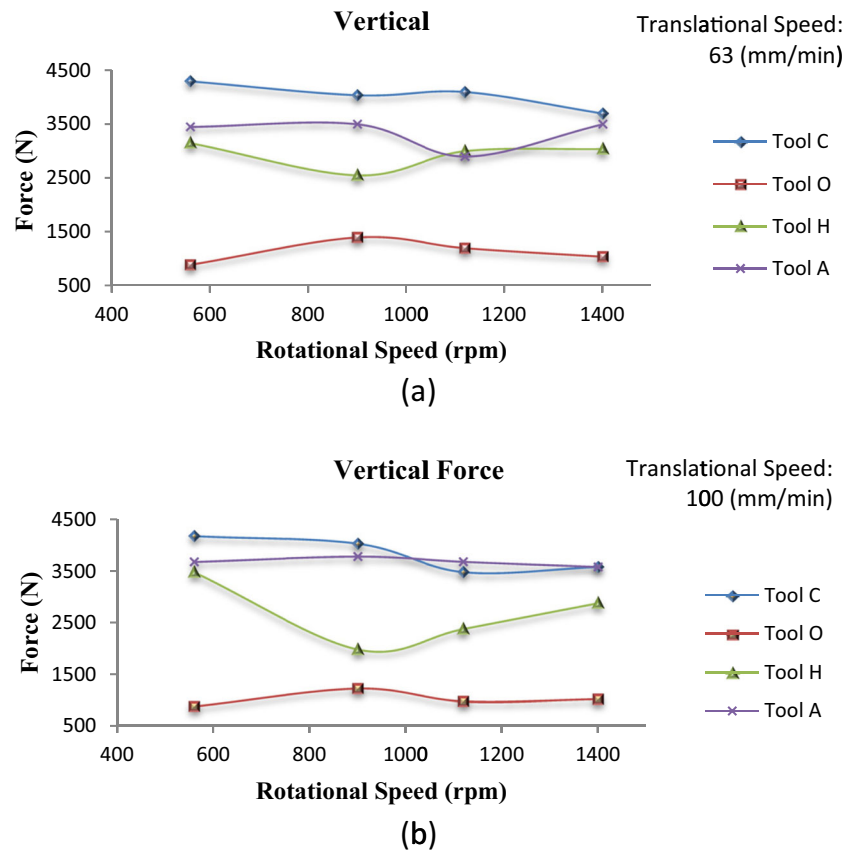 Vertical
Translational Speed:
63 (mm/min)
4500
3500
2500
1500
500
Force (N)
400 600 800 1000 1200 1400
Rotational Speed (rpm)
Tool C
Tool O
Tool H
Tool A
(a)
Vertical Force
Translational Speed:
100 (mm/min)
4500
3500
2500
1500
500
Force (N)
400 600 800 1000 1200 1400
Rotational Speed (rpm)
Tool C
Tool O
Tool H
Tool A
(b)